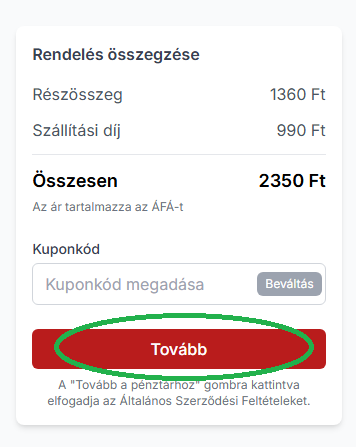 Rendelés összegzése
Részösszeg 1360 Ft
Szállítási díj 990 Ft
Összesen 2350 Ft
Az ár tartalmazza az ÁFÁ-t
Kuponkód
Kuponkód megadása Beváltás
Tovább
A "Tovább a pénztárhoz" gombra kattintva
elfogadja az Általános Szerződési Feltételeket.